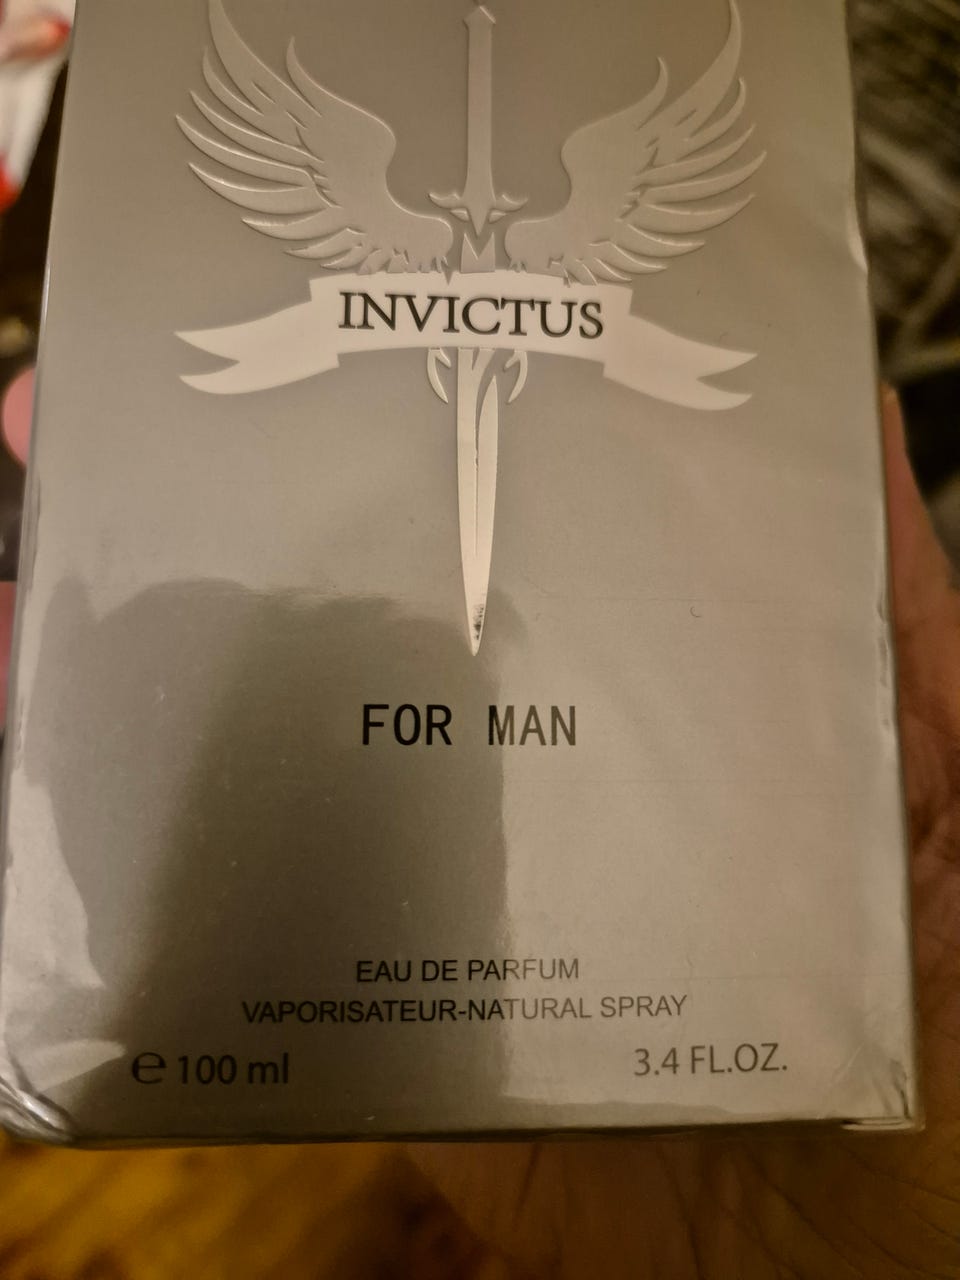 INVICTUS
FOR MAN
EAU DE PARFUM
VAPORISATEUR-NATURAL SPRAY
℮ 100 ml 3.4 FL.OZ.